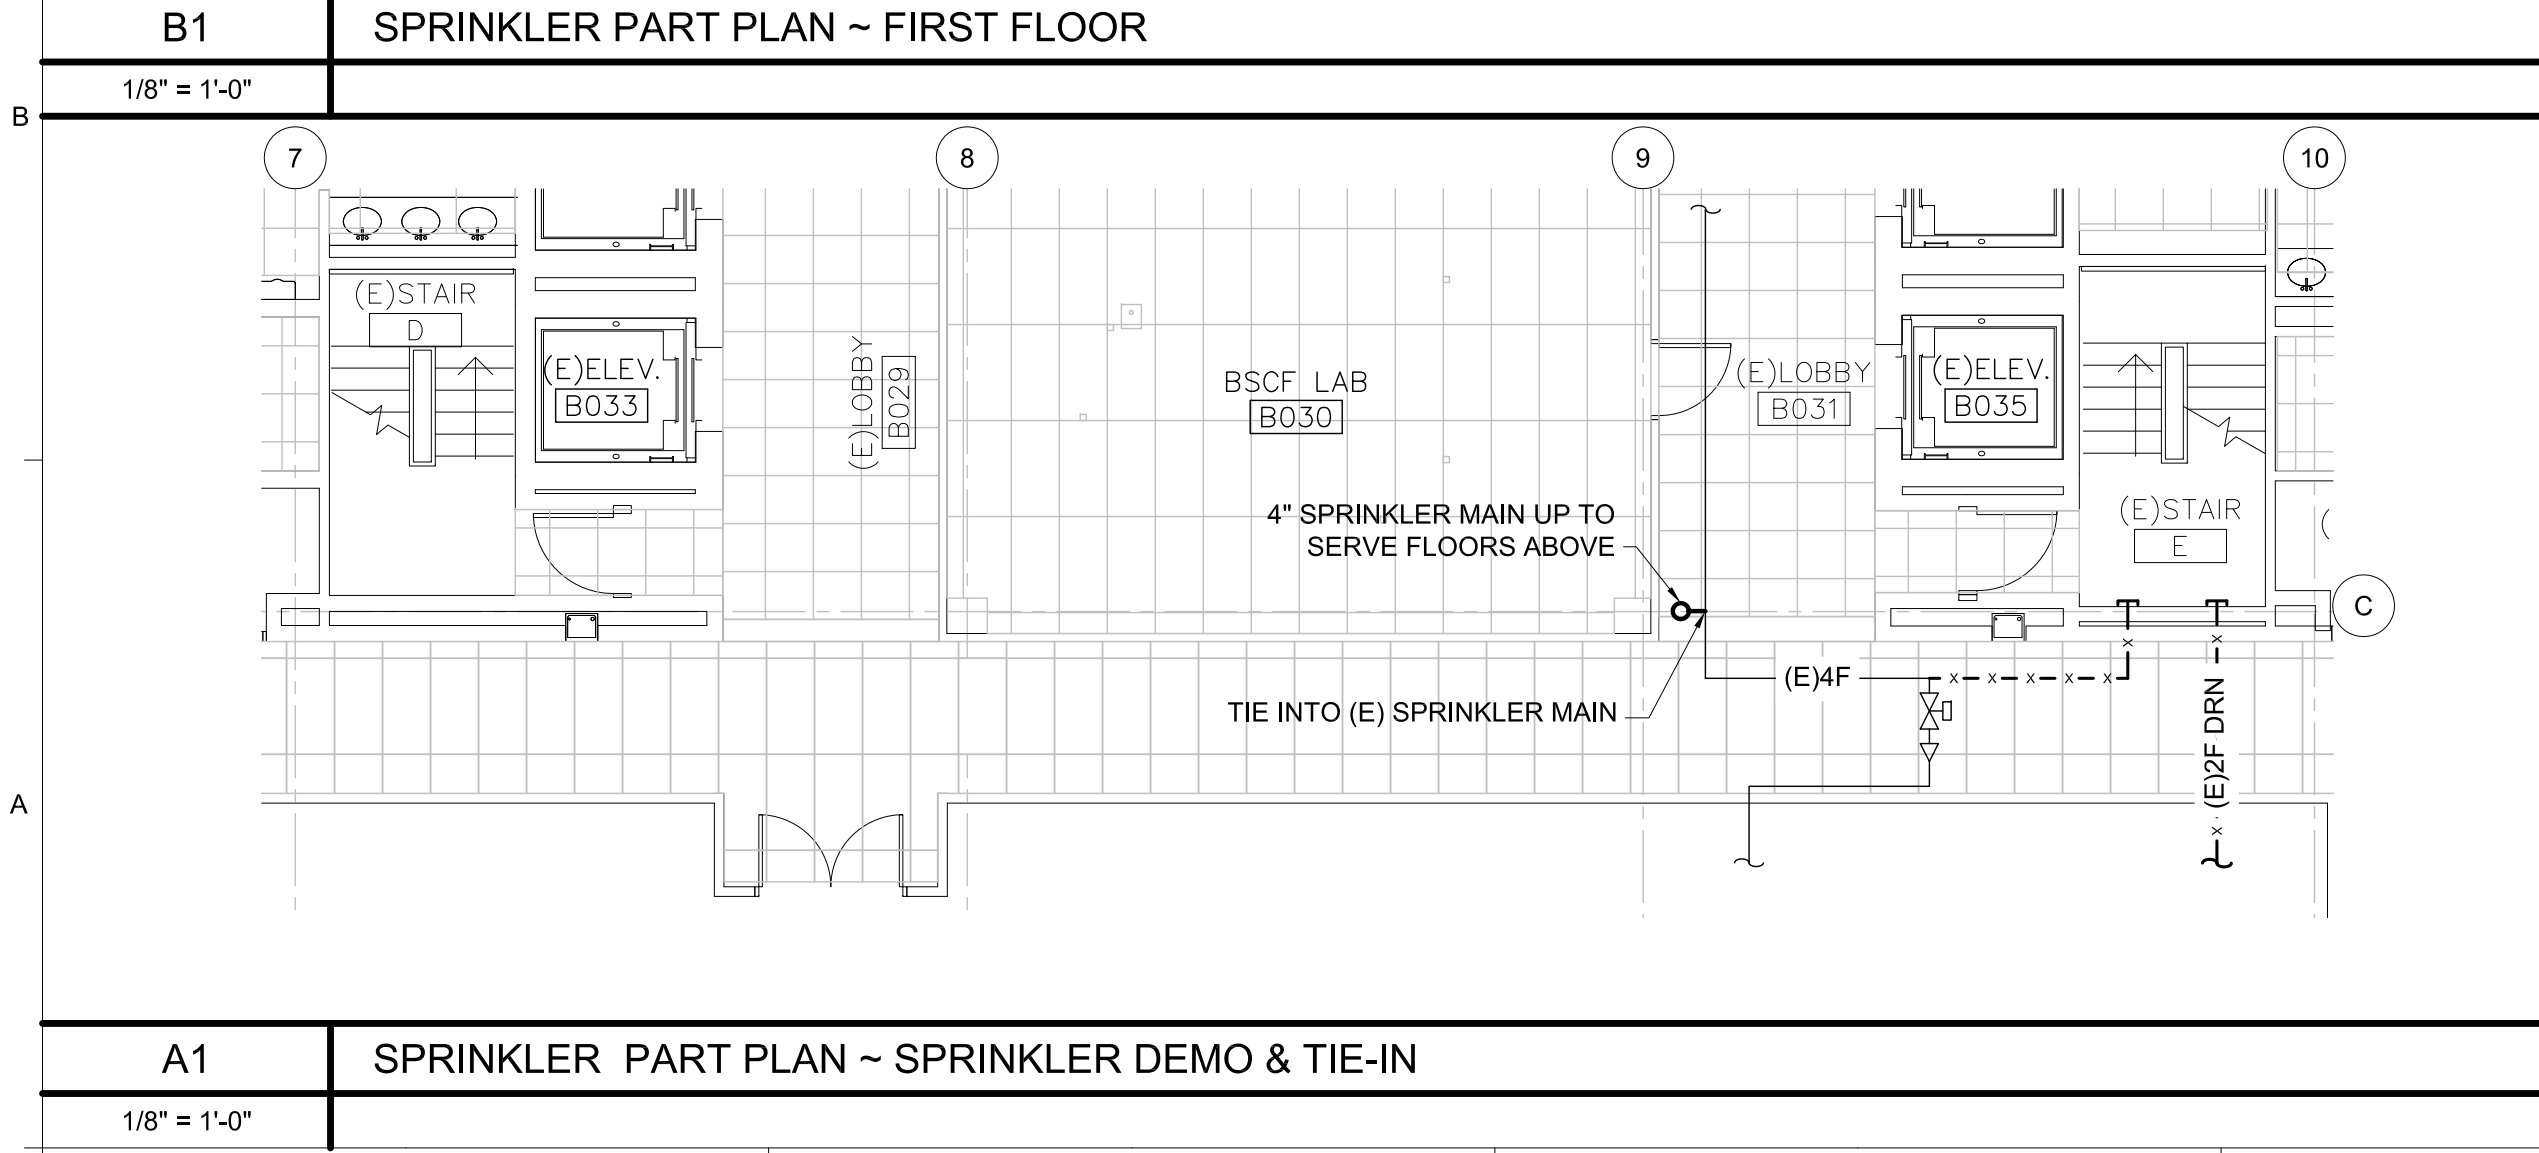 B1
SPRINKLER PART PLAN ~ FIRST FLOOR
1/8" = 1'-0"
B
7
8
9
10
(E)STAIR
D
(E)ELEV.
B033
(E)LOBBY
B029
BSCF LAB
B030
(E)LOBBY
B031
(E)ELEV.
B035
4" SPRINKLER MAIN UP TO
SERVE FLOORS ABOVE
(E)STAIR
E
(
C
(E)4F
x x x x x
x
x
TIE INTO (E) SPRINKLER MAIN
(E)2F DRN
x
A
A1
SPRINKLER PART PLAN ~ SPRINKLER DEMO & TIE-IN
1/8" = 1'-0"